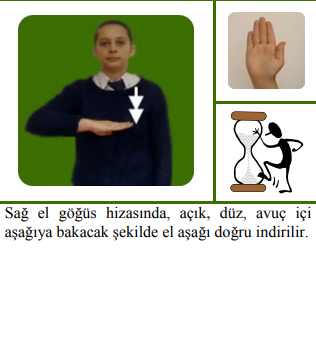 Sağ el göğüs hizasında, açık, düz, avuç içi
aşağıya bakacak şekilde el aşağı doğru indirilir.